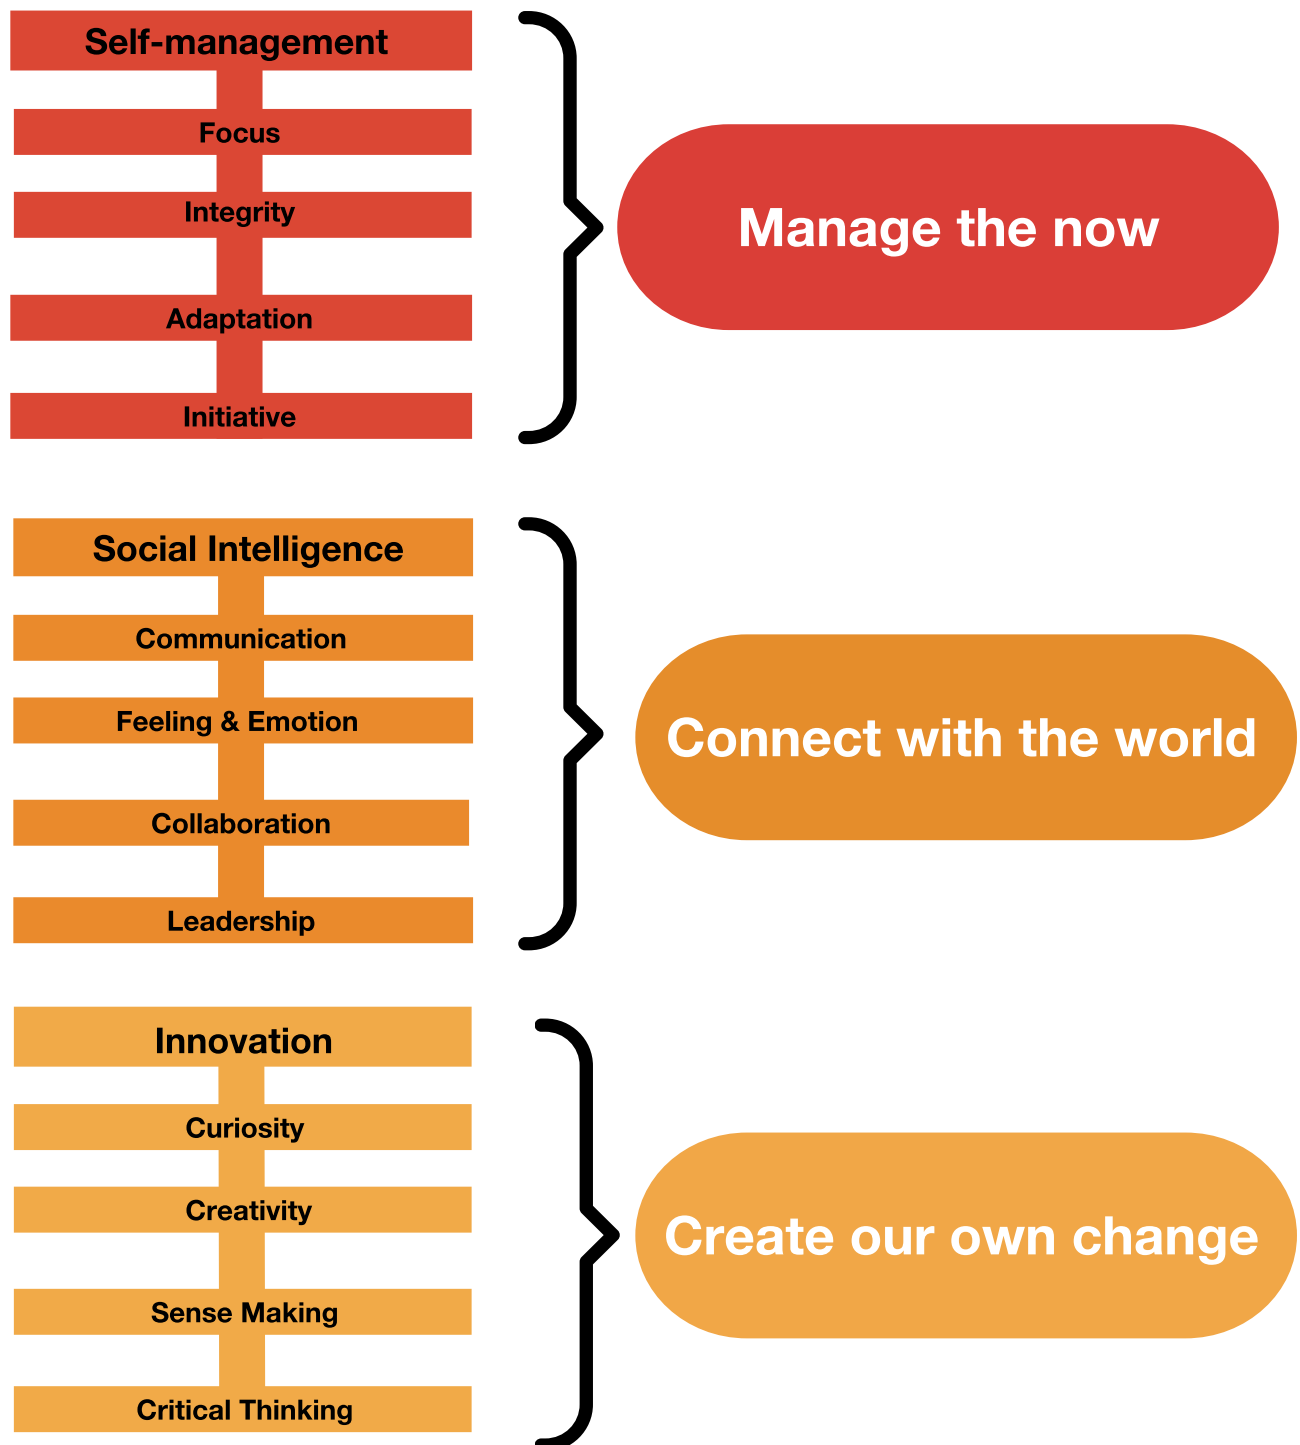 Self-management
Focus
Integrity
Adaptation
Initiative
Manage the now
Social Intelligence
Communication
Feeling & Emotion
Collaboration
Leadership
Connect with the world
Innovation
Curiosity
Creativity
Sense Making
Critical Thinking
Create our own change